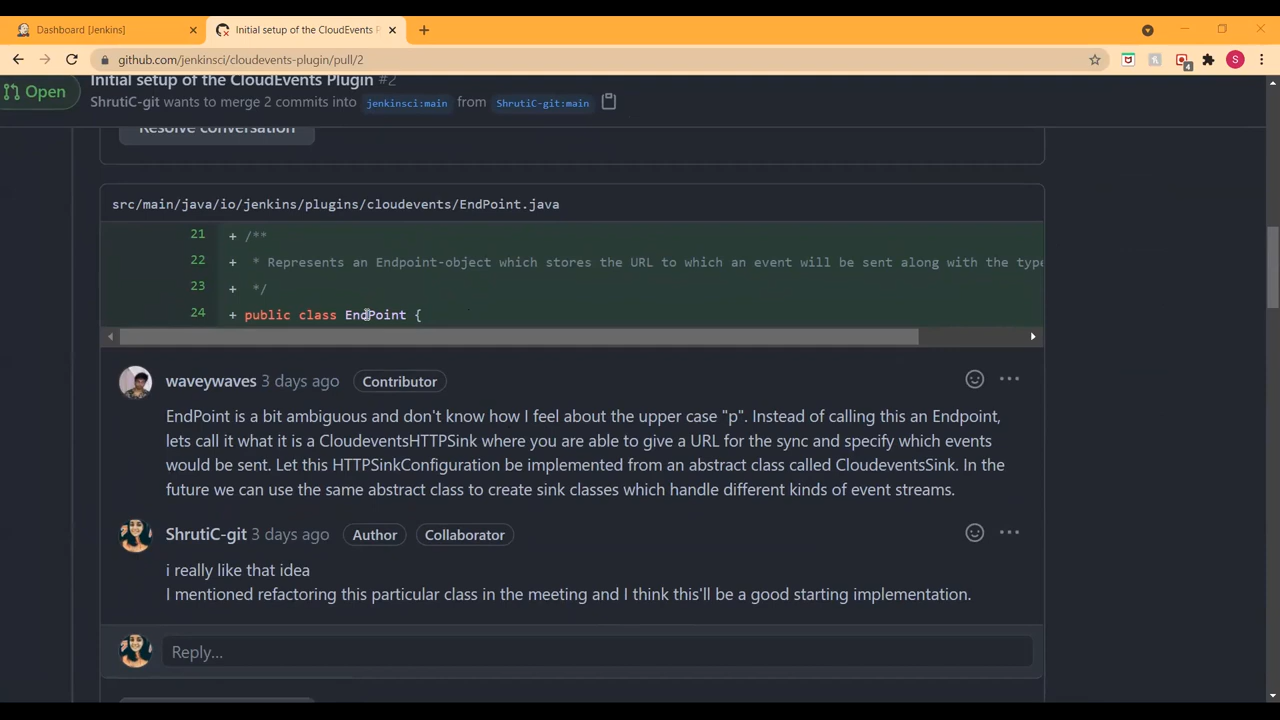 Dashboard [Jenkins]
Initial setup of the CloudEvents P
github.com/jenkinsci/cloudevents-plugin/pull/2
4
S
Open
Initial setup of the CloudEvents Plugin #2
ShrutiC-git wants to merge 2 commits into jenkinsci:main from ShrutiC-git:main
Resolve conversation
src/main/java/io/jenkins/plugins/cloudevents/EndPoint.java
21 + /**
22 + * Represents an Endpoint-object which stores the URL to which an event will be sent along with the type
23 + */
24 + public class EndPoint {
waveywaves 3 days ago Contributor
EndPoint is a bit ambiguous and don't know how I feel about the upper case "p". Instead of calling this an Endpoint,
lets call it what it is a CloudeventsHTTPSink where you are able to give a URL for the sync and specify which events
would be sent. Let this HTTPSinkConfiguration be implemented from an abstract class called CloudeventsSink. In the
future we can use the same abstract class to create sink classes which handle different kinds of event streams.
ShrutiC-git 3 days ago Author Collaborator
i really like that idea
I mentioned refactoring this particular class in the meeting and I think this'll be a good starting implementation.
Reply...